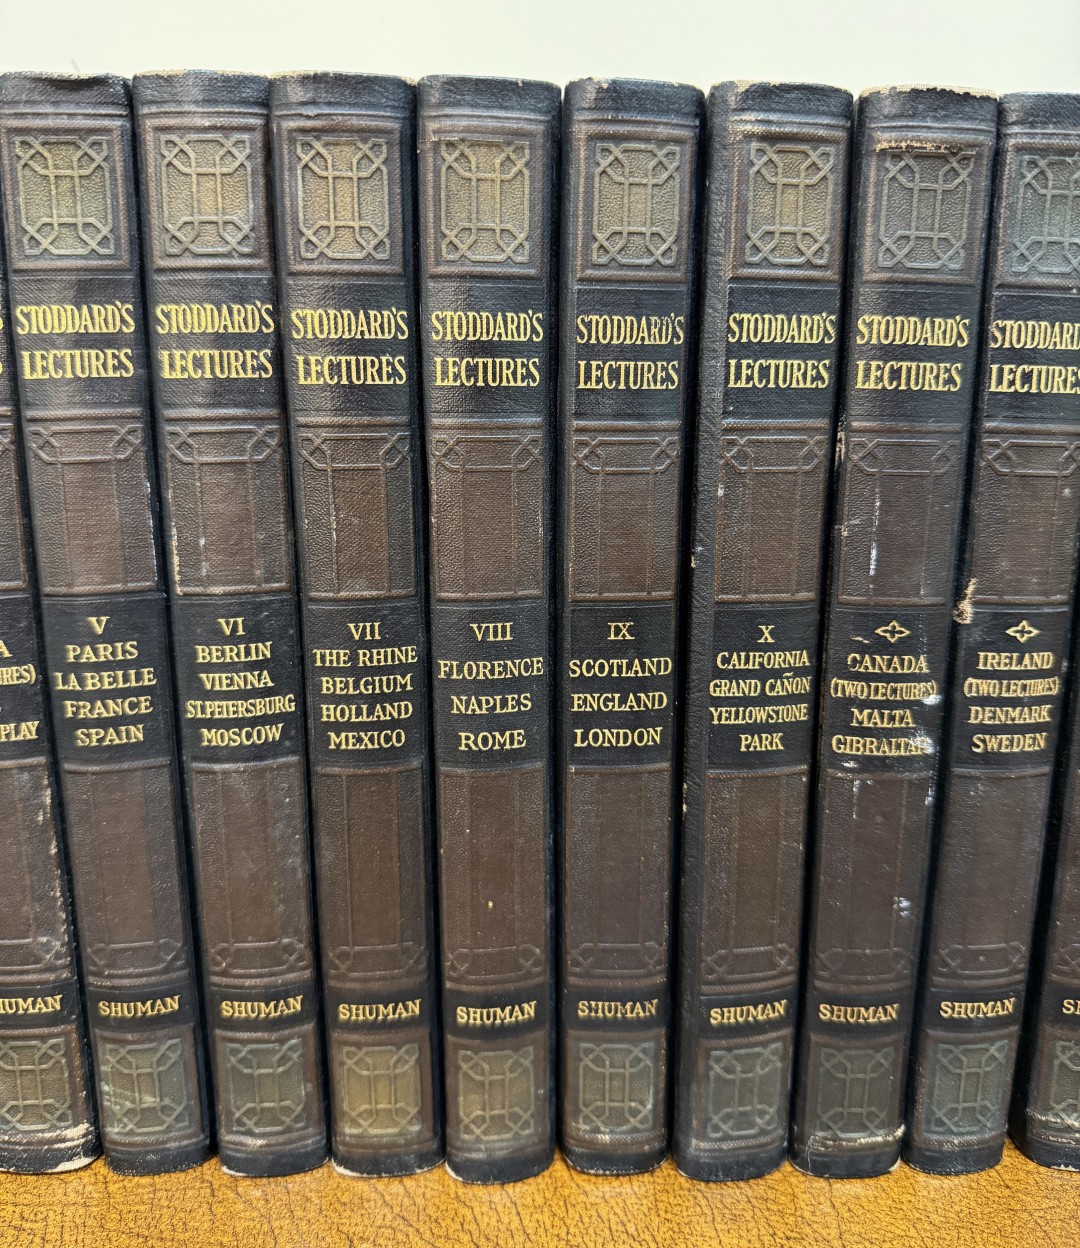 STODDARD'S
LECTURES
V
PARIS
LA BELLE
FRANCE
SPAIN
SHUMAN
STODDARD'S
LECTURES
VI
BERLIN
VIENNA
ST.PETERSBURG
MOSCOW
SHUMAN
STODDARD'S
LECTURES
VII
THE RHINE
BELGIUM
HOLLAND
MEXICO
SHUMAN
STODDARD'S
LECTURES
VIII
FLORENCE
NAPLES
ROME
SHUMAN
STODDARD'S
LECTURES
IX
SCOTLAND
ENGLAND
LONDON
SHUMAN
STODDARD'S
LECTURES
X
CALIFORNIA
GRAND CAÑON
YELLOWSTONE
PARK
SHUMAN
STODDARD'S
LECTURES
CANADA
(TWO LECTURES)
MALTA
GIBRALTAR
SHUMAN
STODDARD
LECTURES
IRELAND
(TWO LECTURES)
DENMARK
SWEDEN
SHUMAN